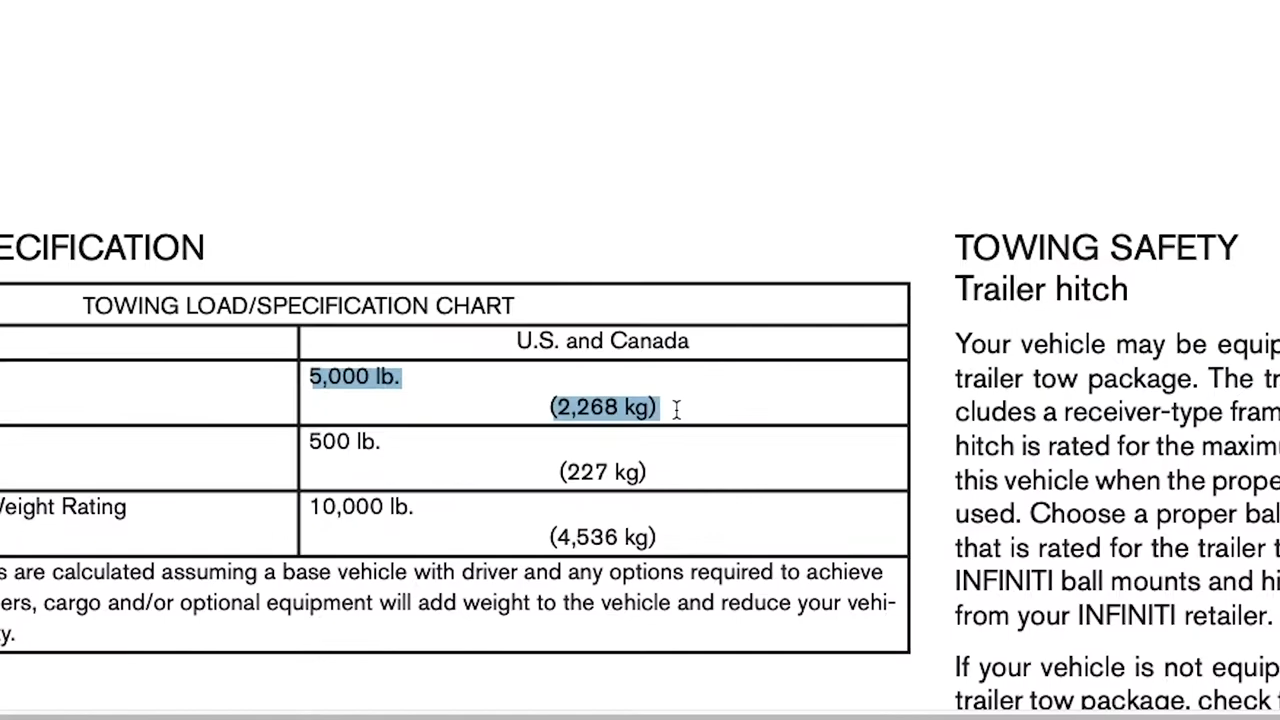 ECIFICATION
TOWING LOAD/SPECIFICATION CHART
U.S. and Canada
5,000 lb.
(2,268 kg)
500 lb.
(227 kg)
Weight Rating
10,000 lb.
(4,536 kg)
s are calculated assuming a base vehicle with driver and any options required to achieve
ers, cargo and/or optional equipment will add weight to the vehicle and reduce your vehi-
ty.
TOWING SAFETY
Trailer hitch
Your vehicle may be equip
trailer tow package. The tr
cludes a receiver-type fram
hitch is rated for the maximu
this vehicle when the prope
used. Choose a proper bal
that is rated for the trailer t
INFINITI ball mounts and hi
from your INFINITI retailer.
If your vehicle is not equip
trailer tow package, check t